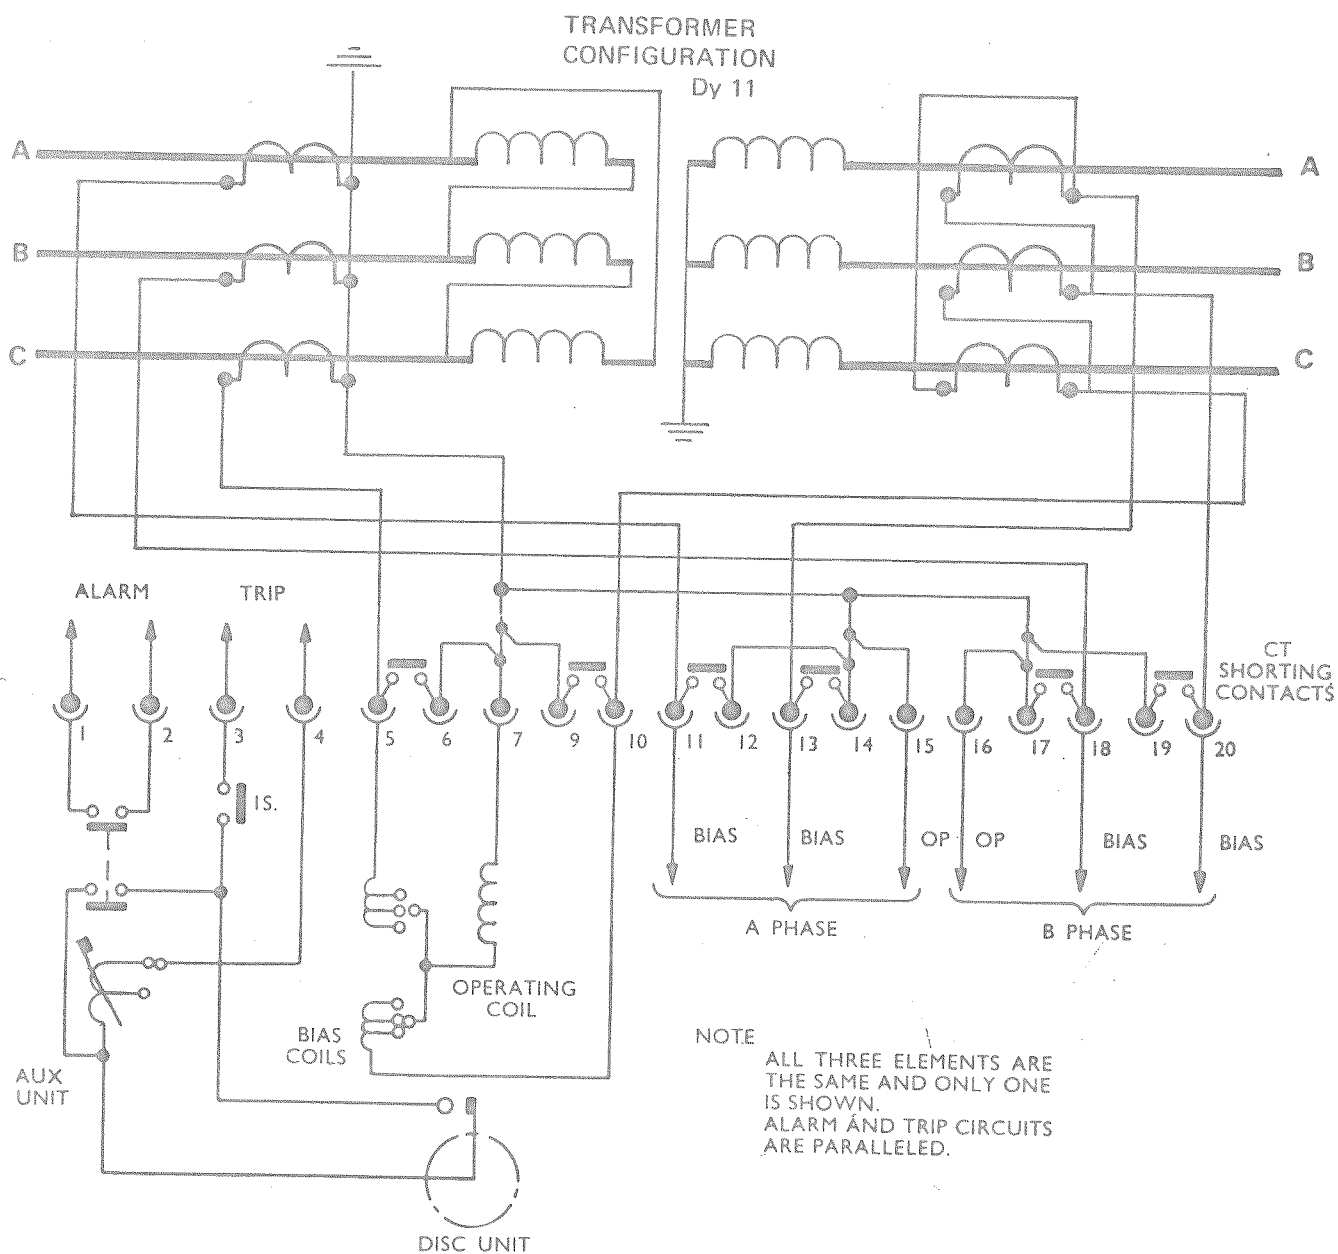 TRANSFORMER
CONFIGURATION
Dy 11
A
A
B
B
C
C
ALARM
TRIP
CT
SHORTING
CONTACTS
1
2
3
4
5
6
7
9
10
11
12
13
14
15
16
17
18
19
20
IS.
BIAS
BIAS
OP
OP
BIAS
BIAS
A PHASE
B PHASE
OPERATING
COIL
BIAS
COILS
AUX
UNIT
NOTE
ALL THREE ELEMENTS ARE
THE SAME AND ONLY ONE
IS SHOWN.
ALARM AND TRIP CIRCUITS
ARE PARALLELED.
DISC UNIT